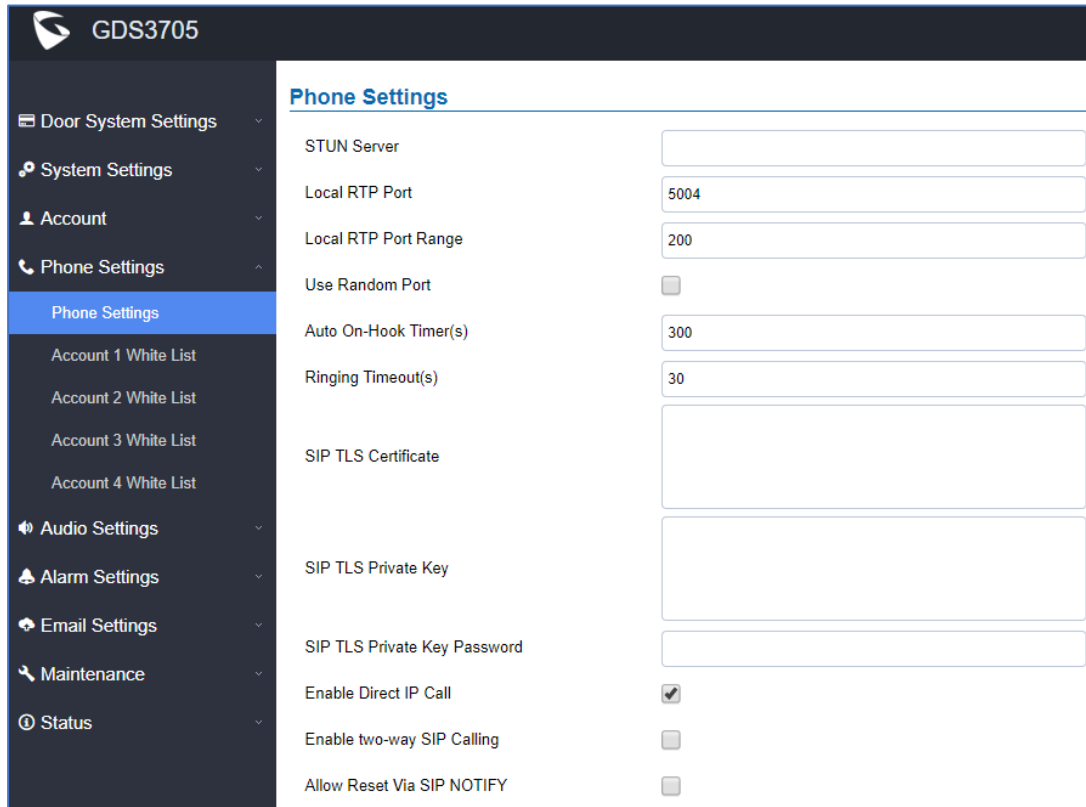 GDS3705
Door System Settings
System Settings
Account
Phone Settings
Phone Settings
Account 1 White List
Account 2 White List
Account 3 White List
Account 4 White List
Audio Settings
Alarm Settings
Email Settings
Maintenance
Status
Phone Settings
STUN Server
Local RTP Port 5004
Local RTP Port Range 200
Use Random Port
Auto On-Hook Timer(s) 300
Ringing Timeout(s) 30
SIP TLS Certificate
SIP TLS Private Key
SIP TLS Private Key Password
Enable Direct IP Call
Enable two-way SIP Calling
Allow Reset Via SIP NOTIFY